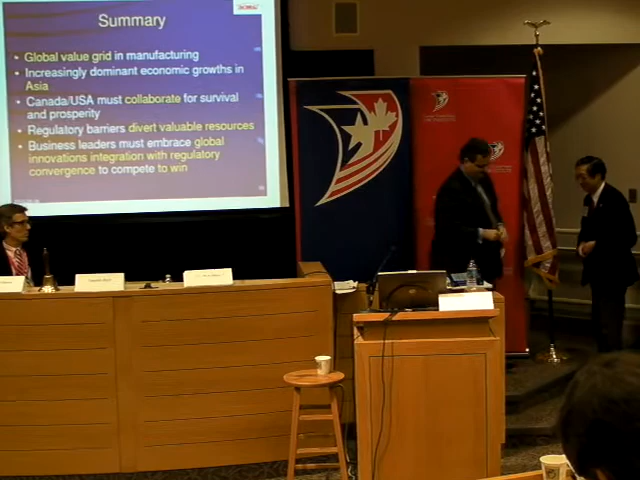 Summary
• Global value grid in manufacturing
• Increasingly dominant economic growths in
Asia
• Canada/USA must collaborate for survival
and prosperity
• Regulatory barriers divert valuable resources
• Business leaders must embrace global
innovations integration with regulatory
convergence to compete to win